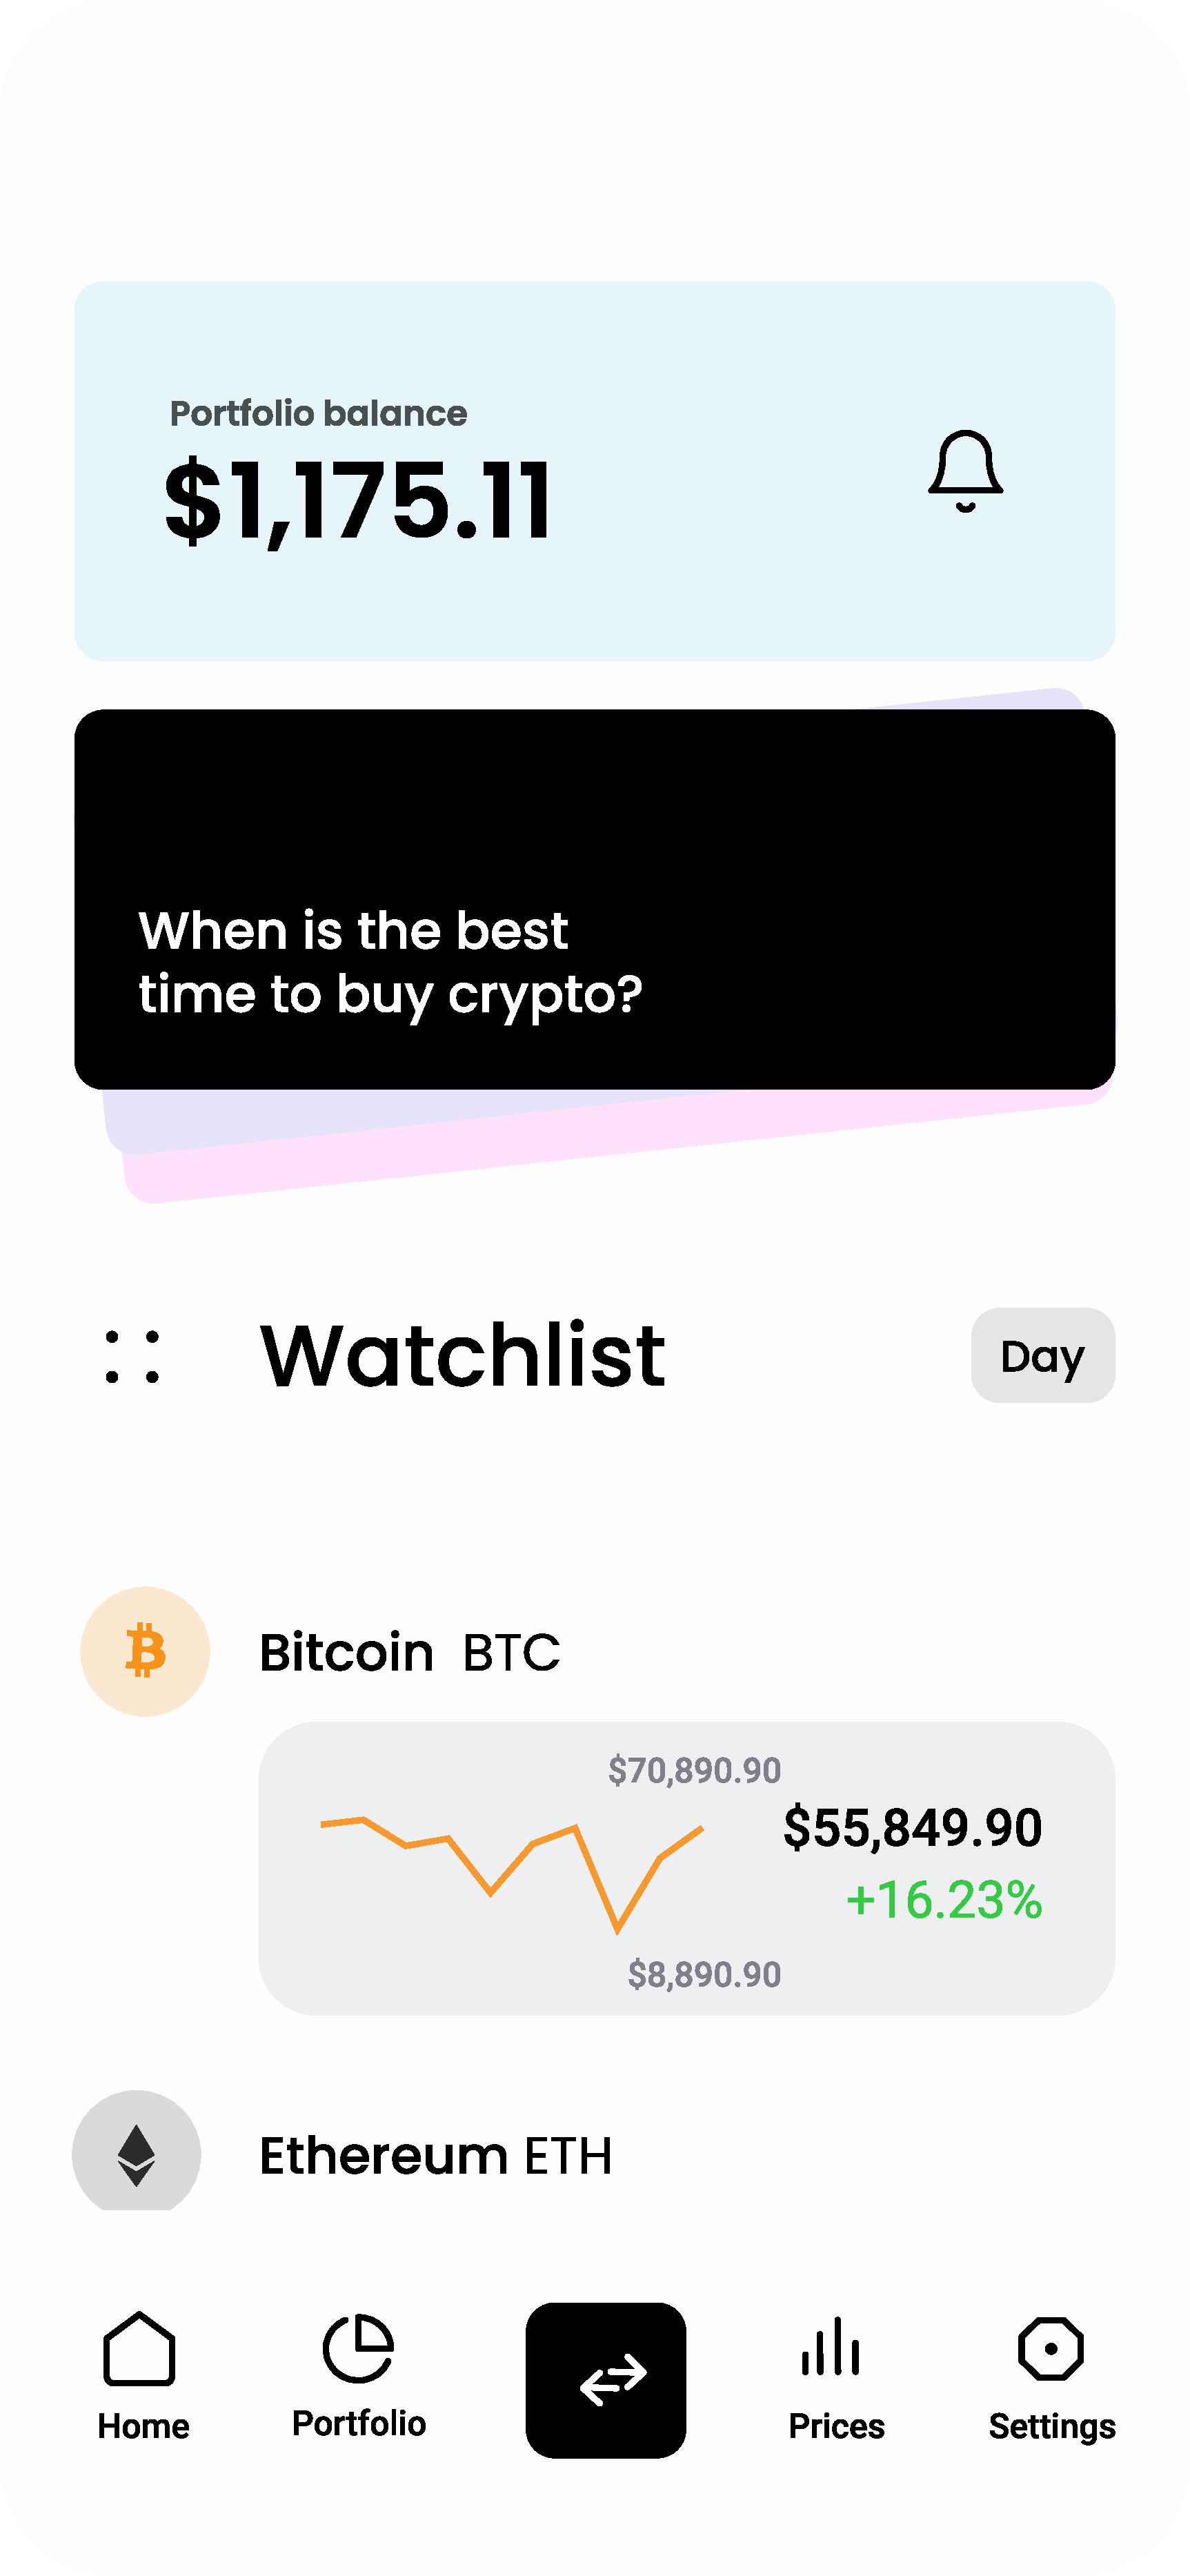 Portfolio balance
$1,175.11
When is the best
time to buy crypto?
Watchlist
Day
Bitcoin BTC
$70,890.90
$55,849.90
+16.23%
$8,890.90
Ethereum ETH
Home
Portfolio
Prices
Settings